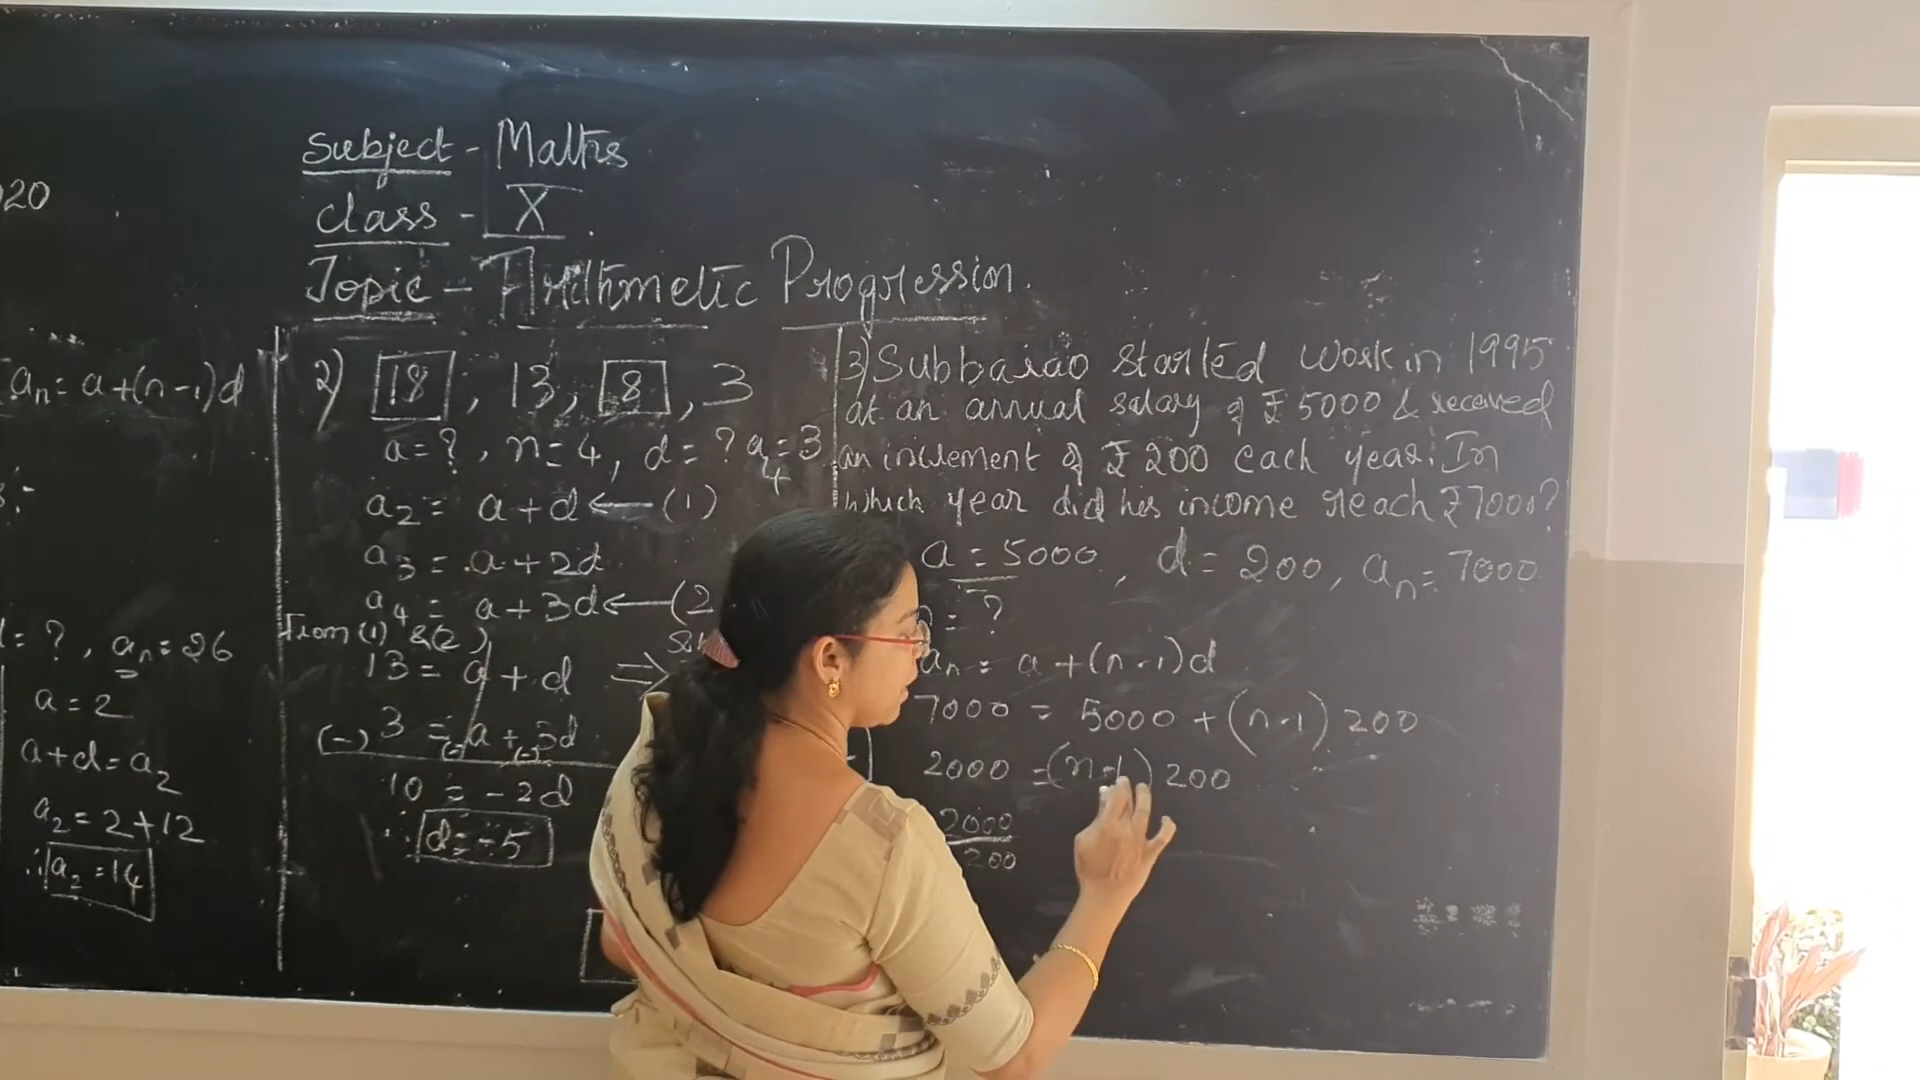 Subject - Maths
Class - X
Topic - Arithmetic Progression.
aₙ = a+(n-1)d
= ?, aₙ = 26
a = 2
a+d = a₂
a₂ = 2+12
∴ a₂ = 14
2) 18, 13, 8, 3
a = ?, n = 4, d = ? a₄ = 3
a₂ = a+d ← (1)
a₃ = a+2d
a₄ = a+3d ← (2
From (1) & (2)
13 = a+d ⇒
(-) 3 = a+3d
(-) (-)
10 = -2d
∴ d = -5
3) Subbarao started work in 1995
at an annual salary of ₹ 5000 & received
an increment of ₹ 200 each year. In
which year did his income reach ₹ 7000?
a = 5000, d = 200, aₙ = 7000
= ?
aₙ = a+(n-1)d
7000 = 5000+(n-1) 200
2000 = (n-1) 200
2000
200